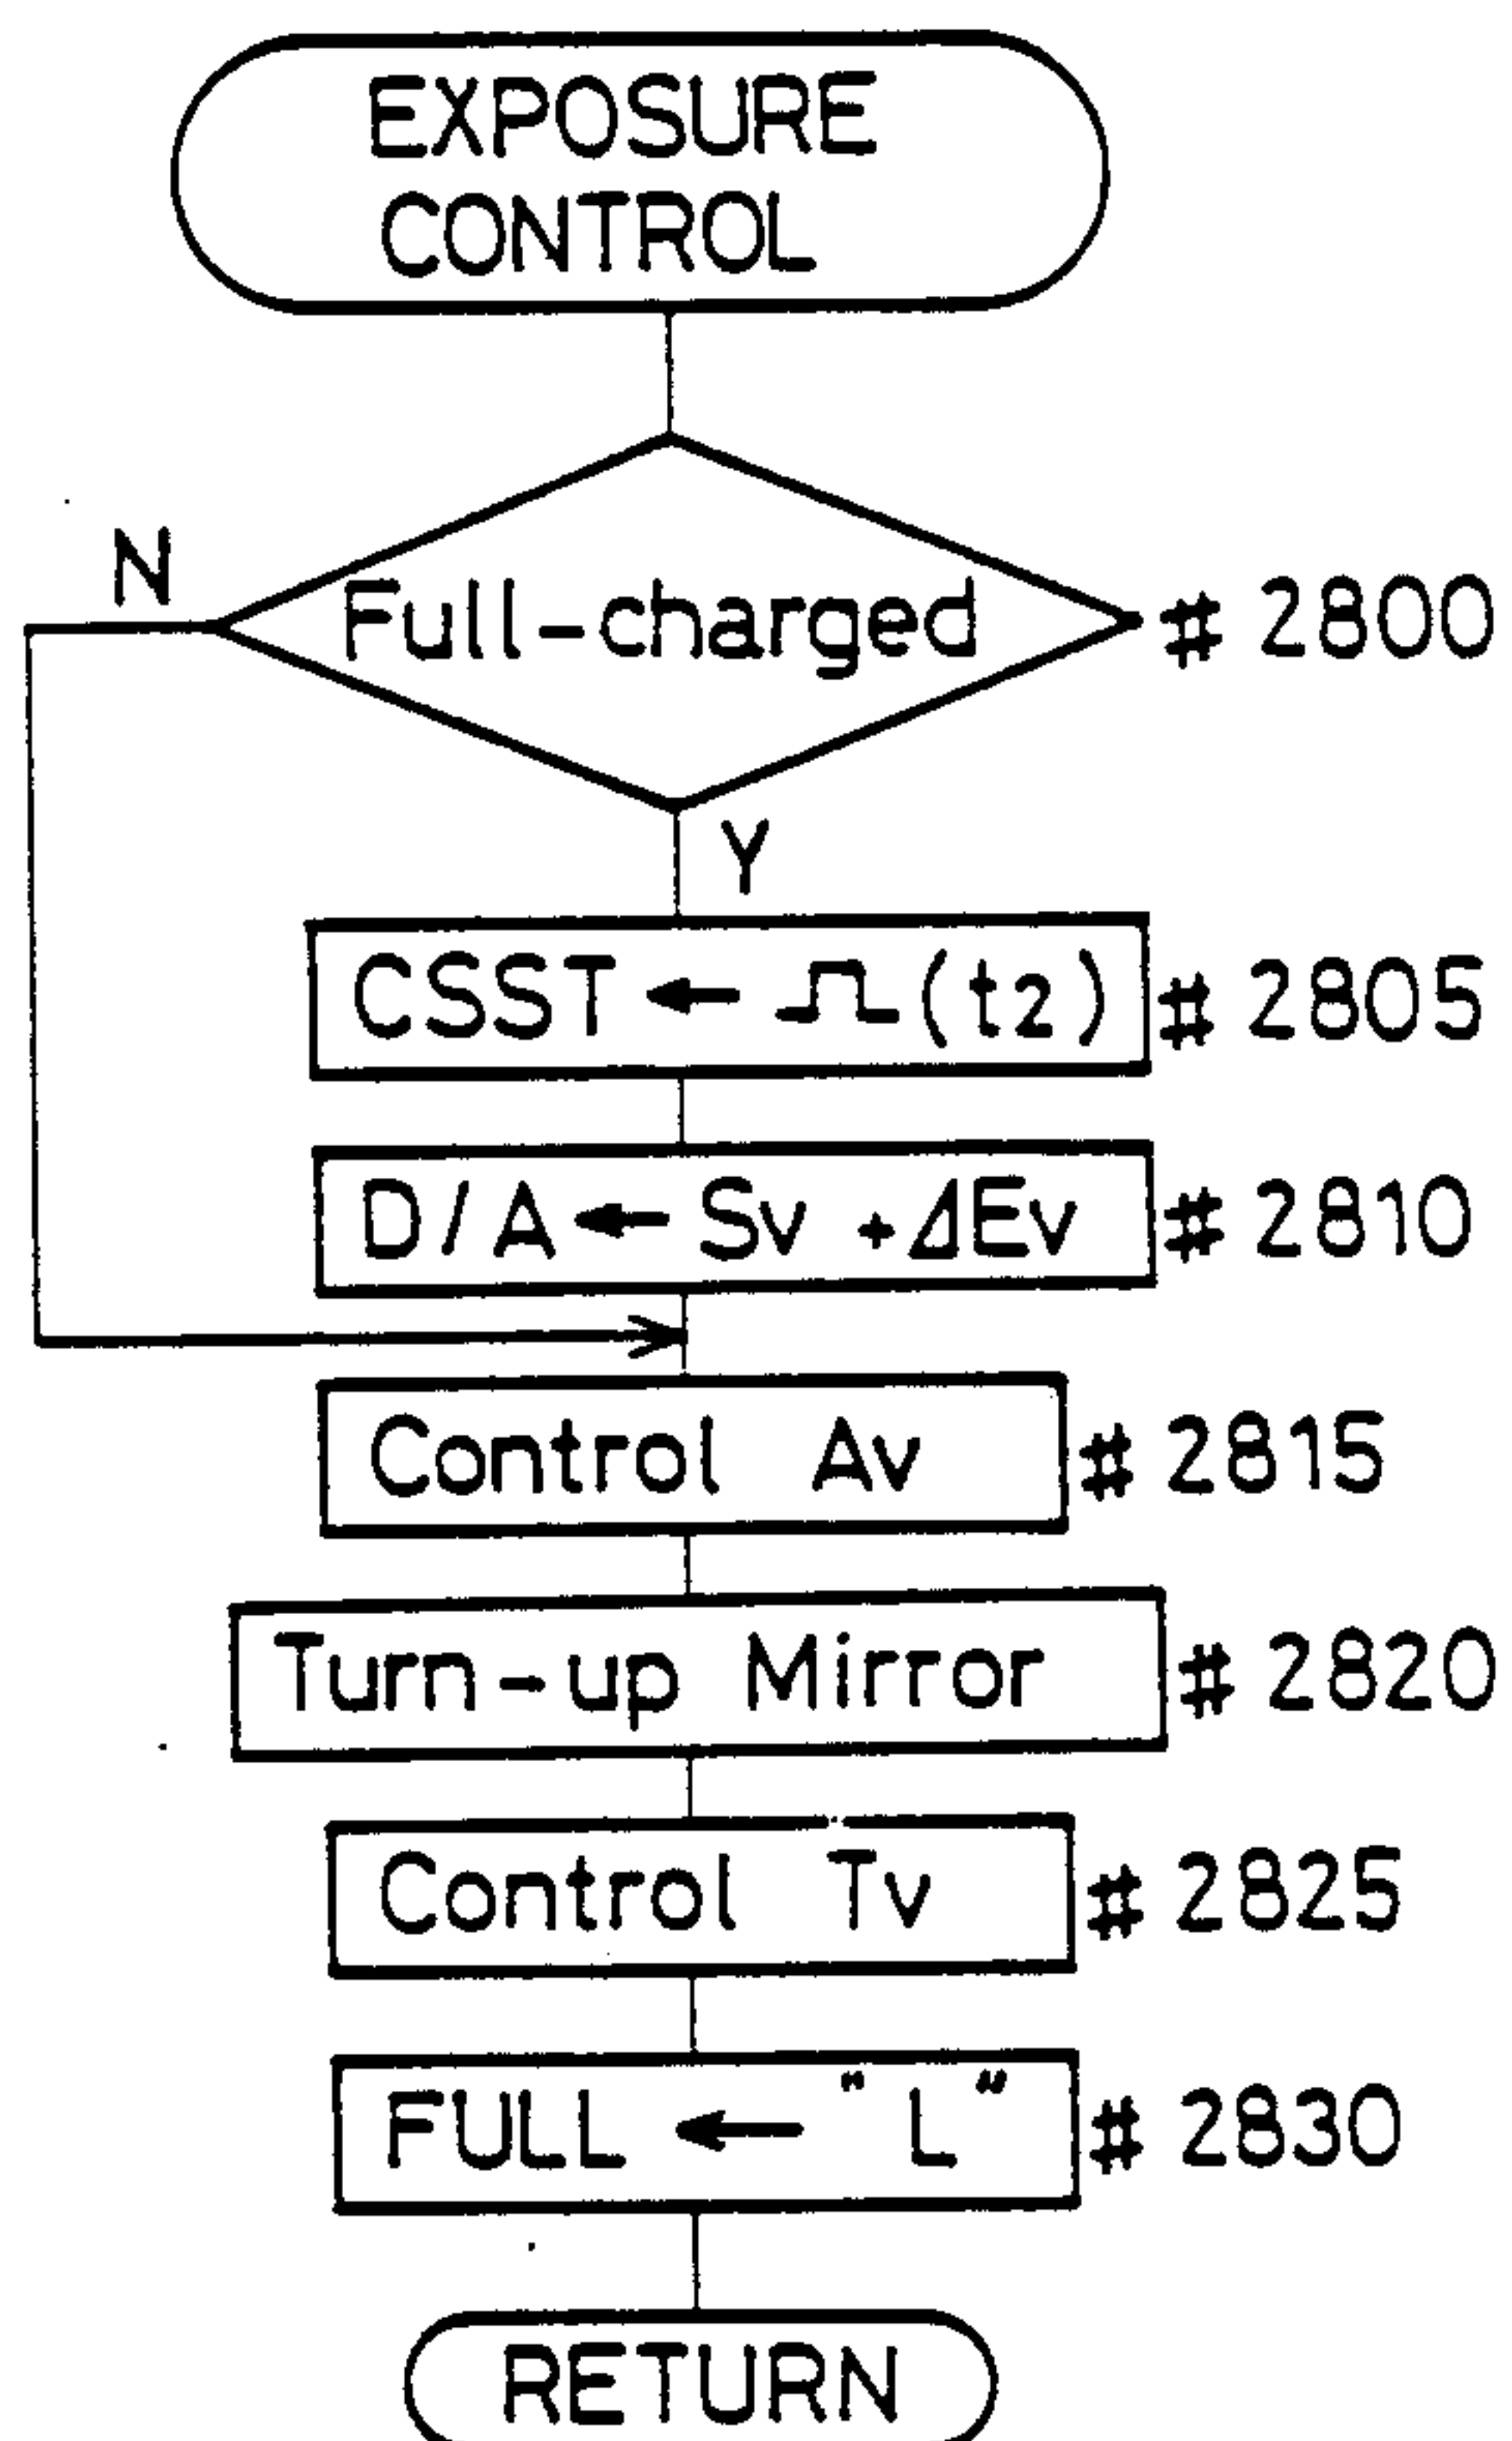 EXPOSURE
CONTROL
N
Full-charged # 2800
Y
CSST ← ⎍ (t2) # 2805
D/A ← Sv + ΔEv # 2810
Control Av # 2815
Turn-up Mirror # 2820
Control Tv # 2825
FULL ← "L" # 2830
RETURN